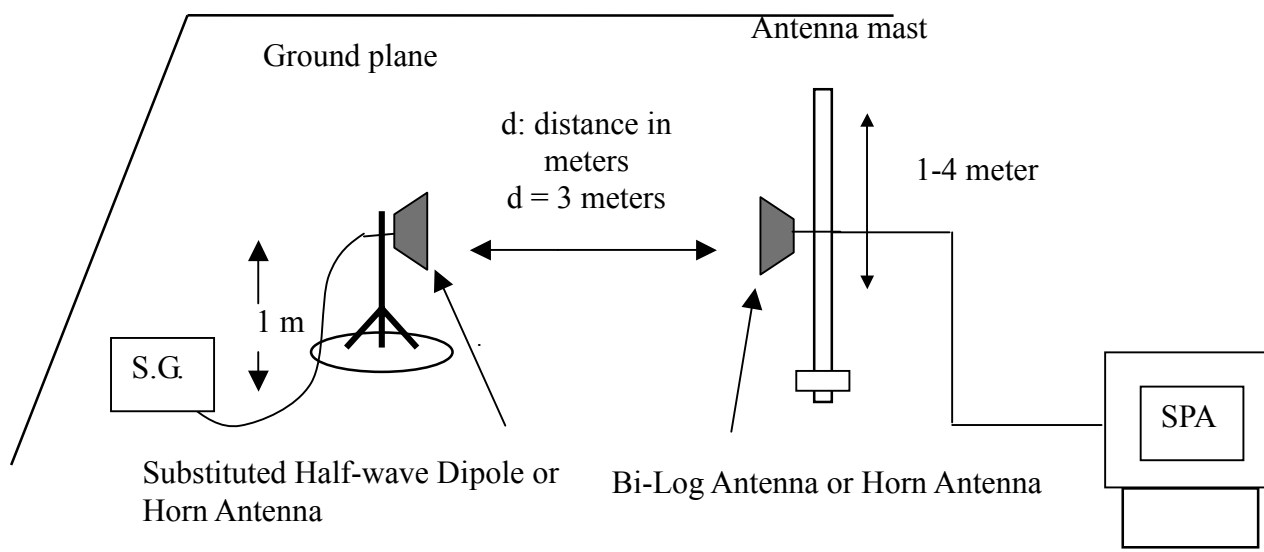 Antenna mast
Ground plane
d: distance in
meters
d = 3 meters
1-4 meter
1 m
S.G.
SPA
Substituted Half-wave Dipole or
Horn Antenna
Bi-Log Antenna or Horn Antenna